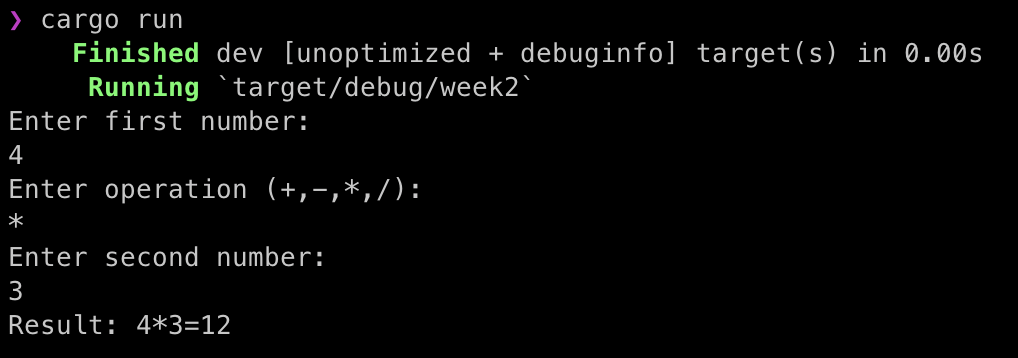 ❯ cargo run
Finished dev [unoptimized + debuginfo] target(s) in 0.00s
Running `target/debug/week2`
Enter first number:
4
Enter operation (+,-,*,/):
*
Enter second number:
3
Result: 4*3=12